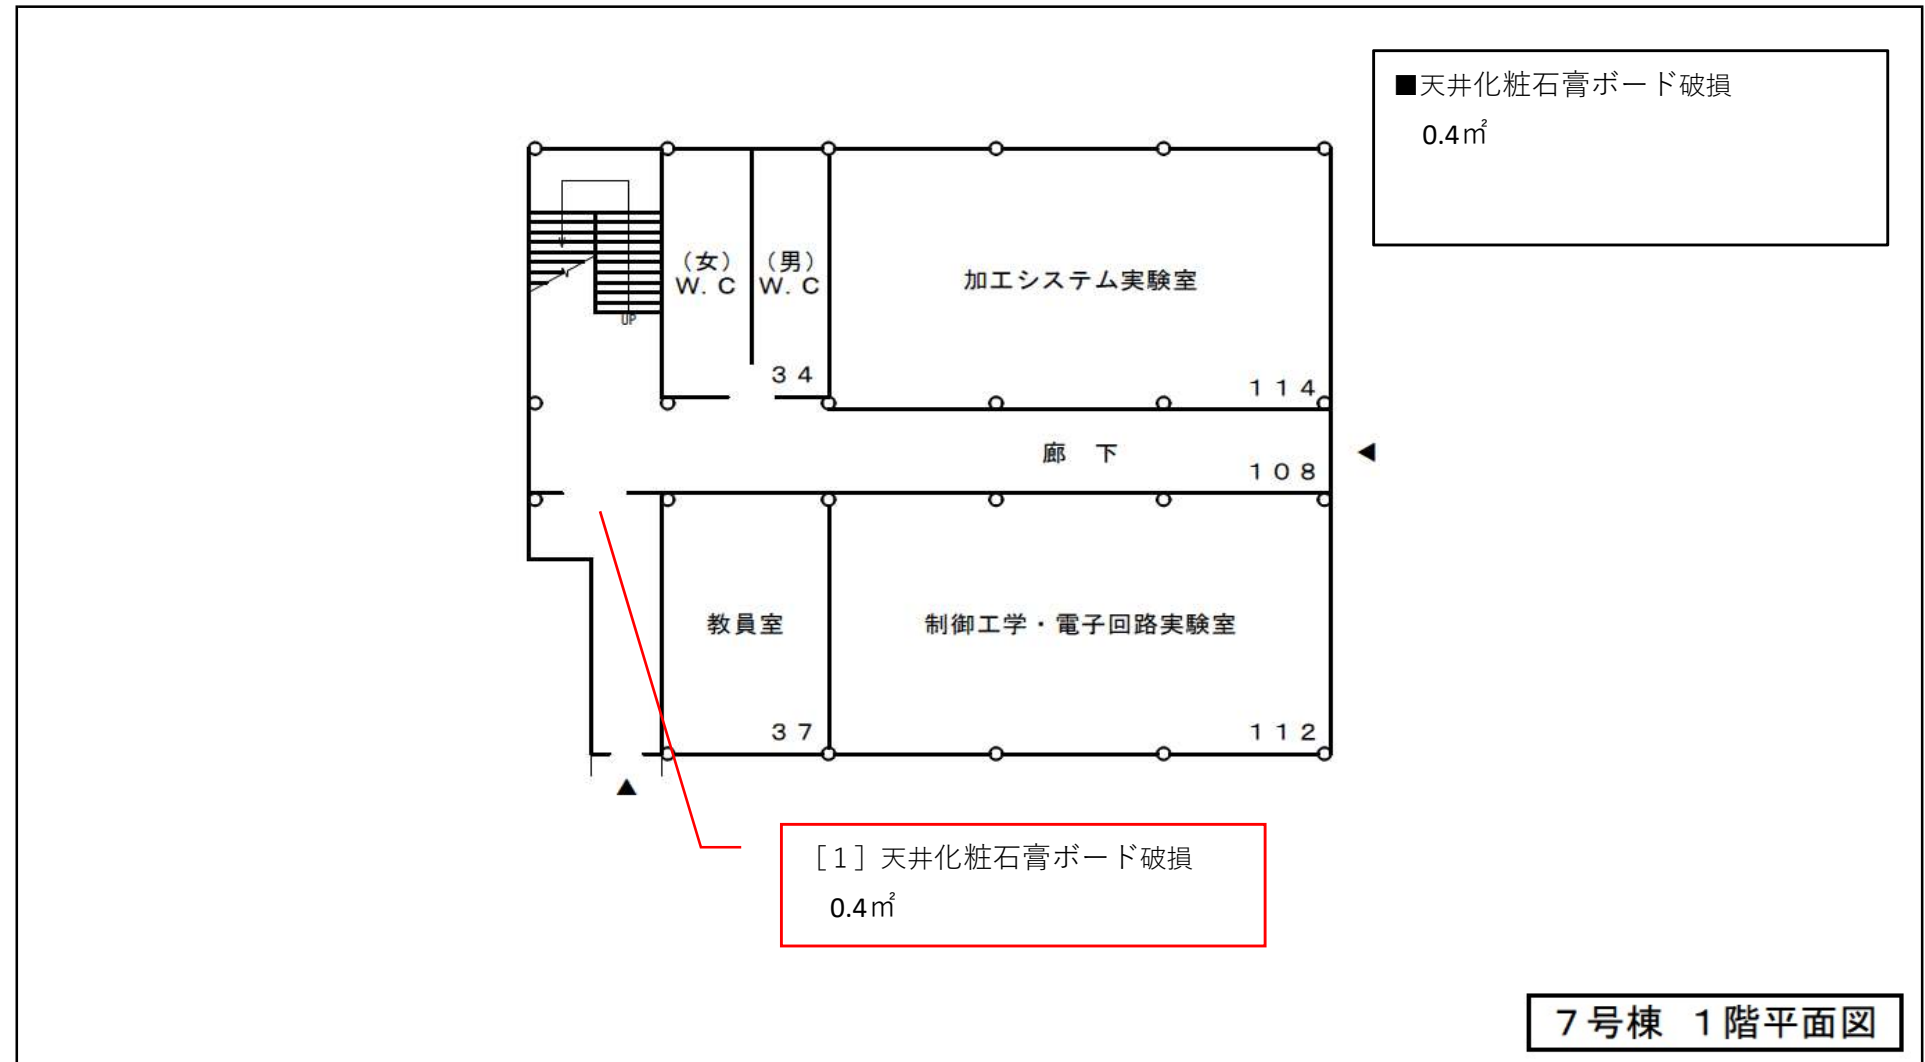 ■天井化粧石膏ボード破損
0.4㎡
（女）
W.C
（男）
W.C
加工システム実験室
UP
34
114
廊　下
108
教員室
制御工学・電子回路実験室
37
112
［1］天井化粧石膏ボード破損
0.4㎡
７号棟　１階平面図